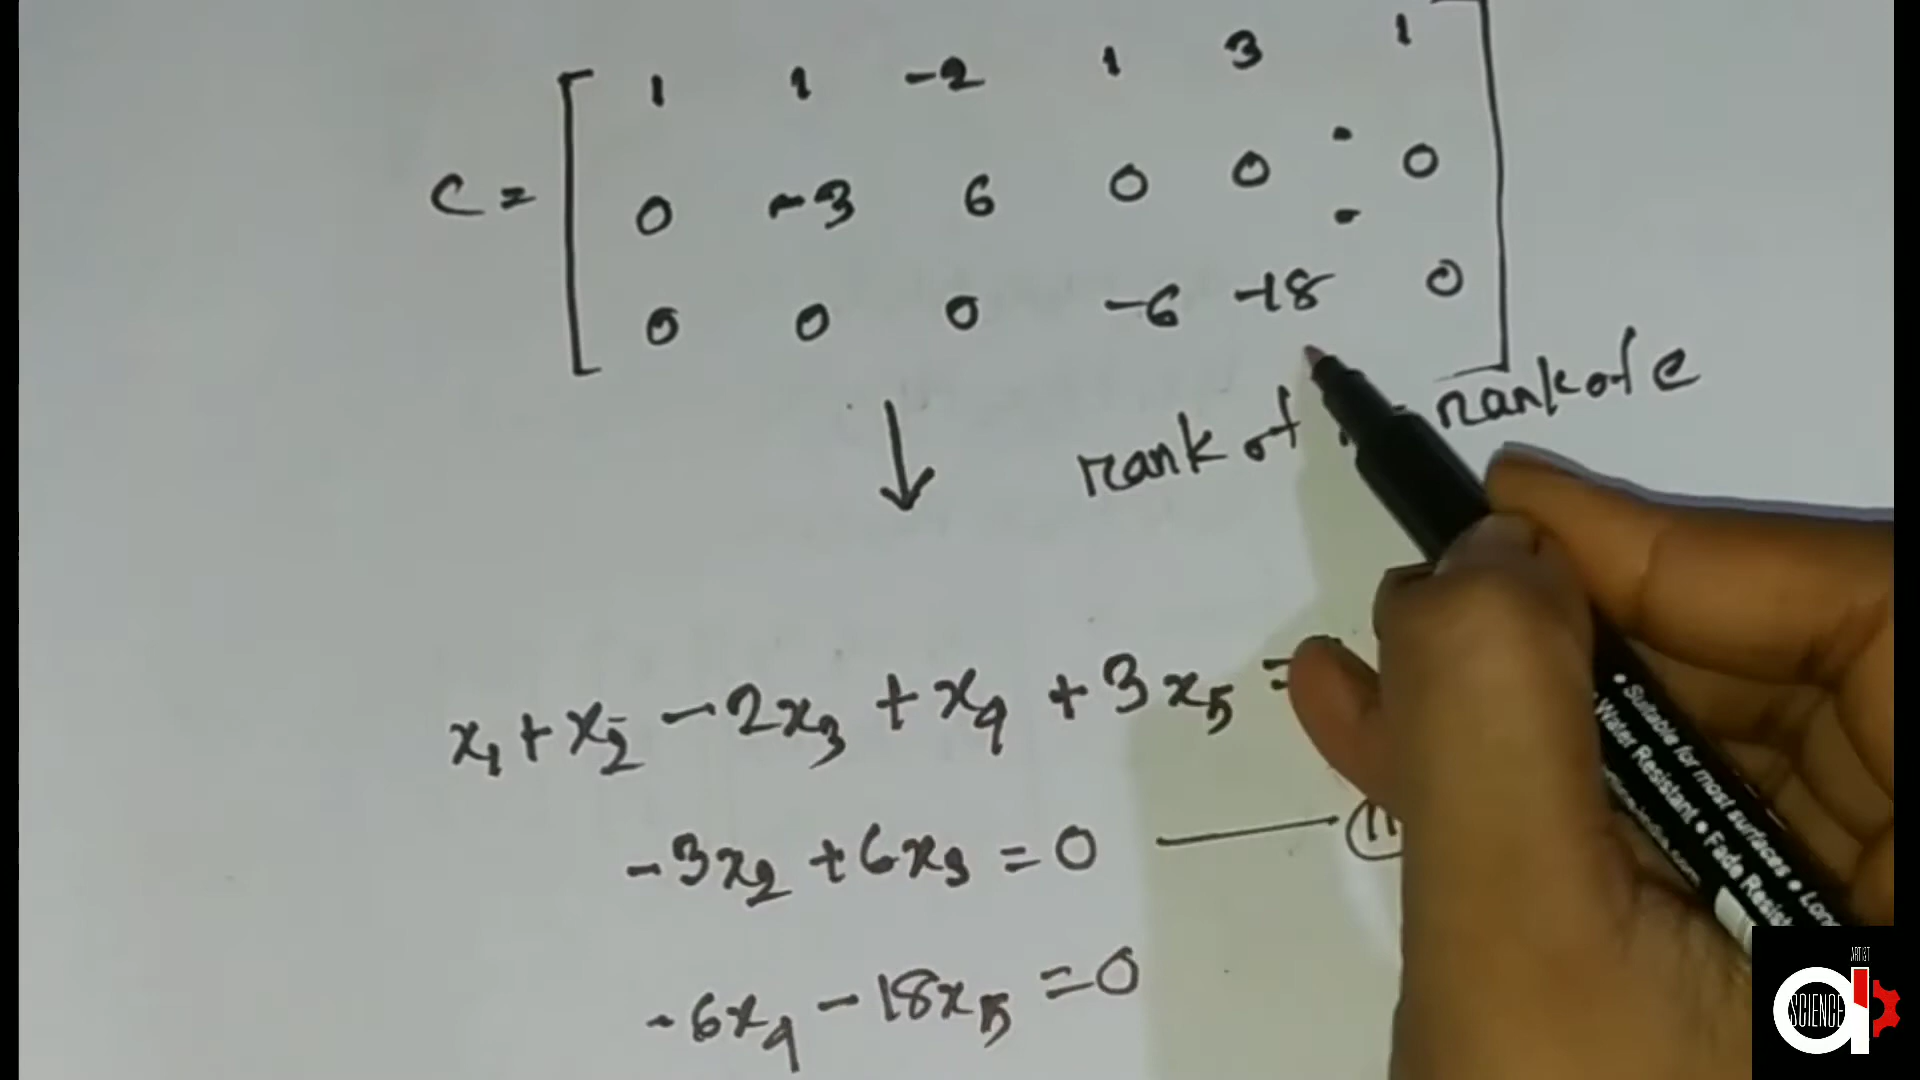 1 1 -2 1 3 1
C = 0 -3 6 0 0 : 0
0 0 0 -6 -18 0
rank of rank of C
x₁ + x₂ - 2x₃ + x₄ + 3x₅ =
-3x₂ + 6x₃ = 0 (11
-6x₄ - 18x₅ = 0
• Suitable for most surfaces • Long
Water Resistant • Fade Resist
ARTIST
SCIENCE